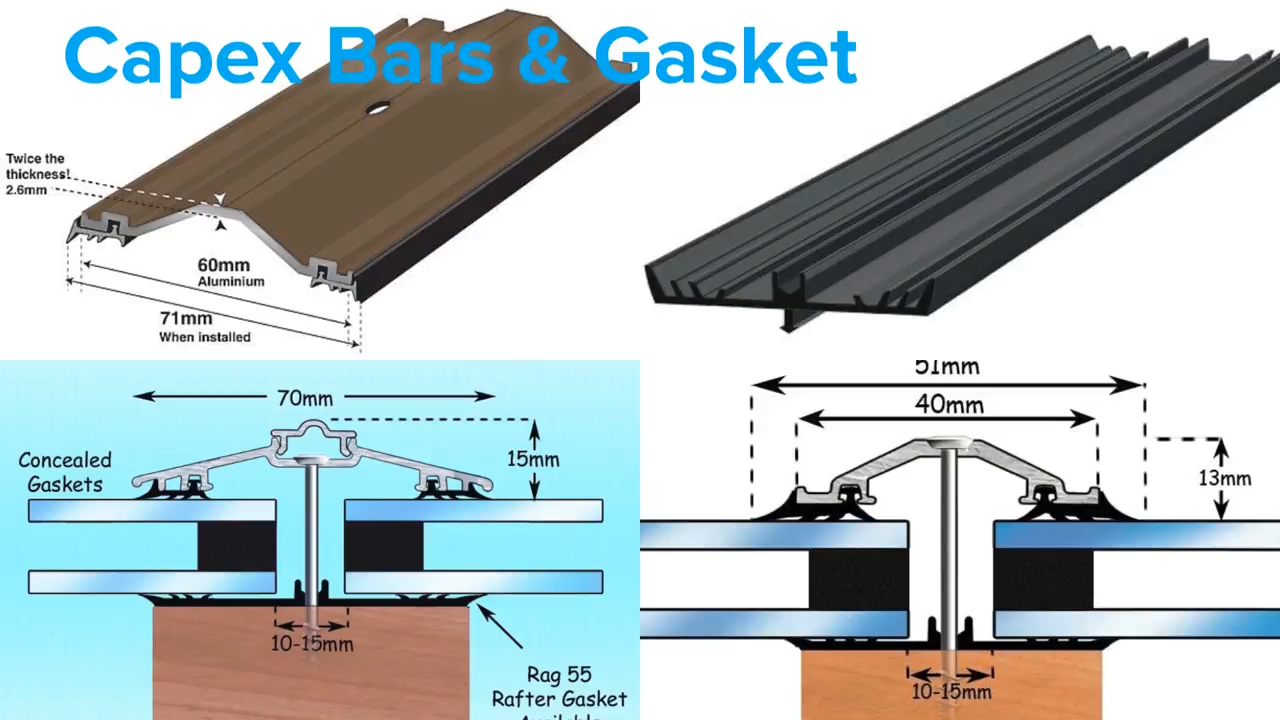 Capex Bars & Gasket
Twice the
thickness!
2.6mm
60mm
Aluminium
71mm
When installed
70mm
Concealed
Gaskets
15mm
10-15mm
Rag 55
Rafter Gasket
Available
51mm
40mm
13mm
10-15mm